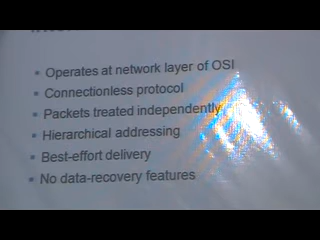 Operates at network layer of OSI
Connectionless protocol
Packets treated independently
Hierarchical addressing
Best-effort delivery
No data-recovery features